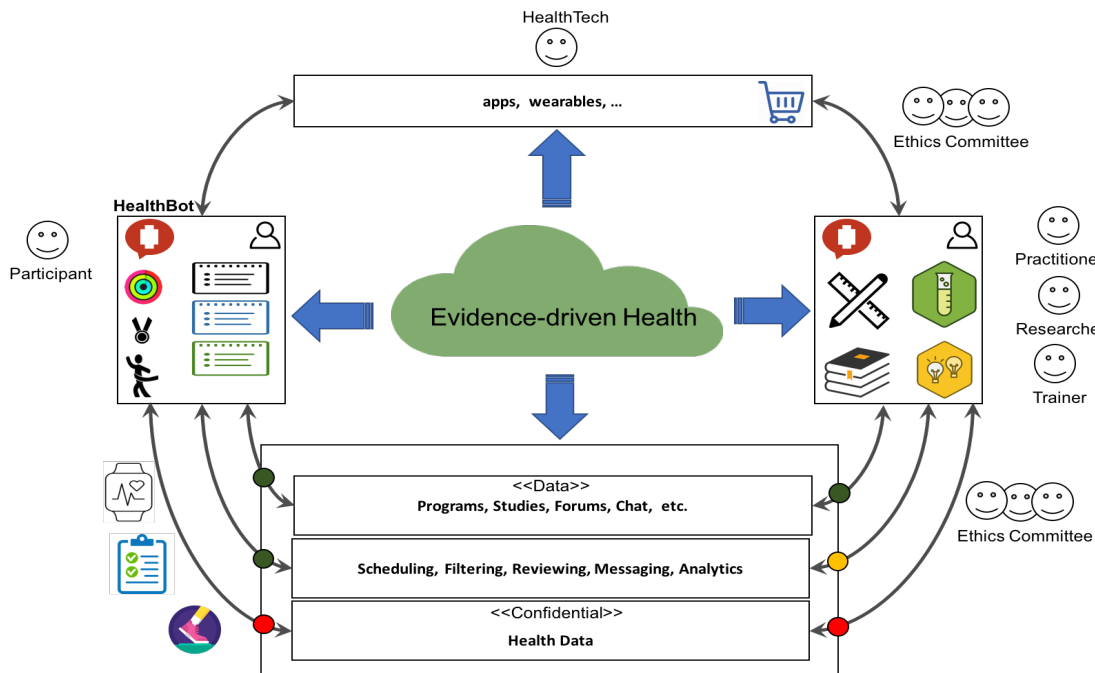 HealthTech
apps, wearables, ...
Ethics Committee
HealthBot
Participant
Practitione
Researche
Trainer
Evidence-driven Health
<<Data>>
Programs, Studies, Forums, Chat, etc.
Scheduling, Filtering, Reviewing, Messaging, Analytics
<<Confidential>>
Health Data
Ethics Committee